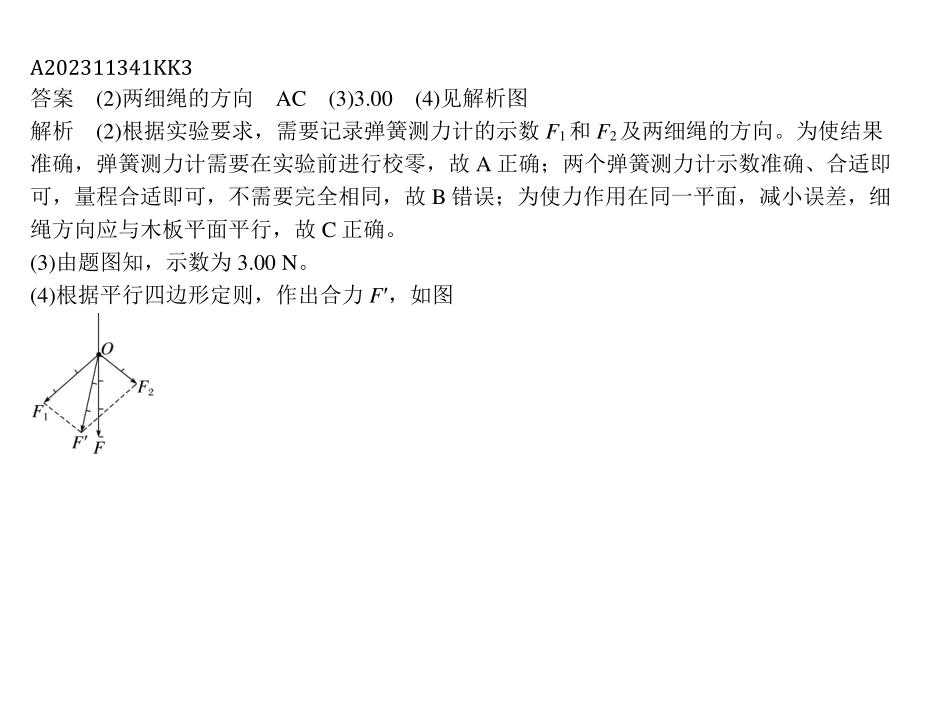 A202311341KK3
答案　(2)两细绳的方向　AC　(3)3.00　(4)见解析图
解析　(2)根据实验要求，需要记录弹簧测力计的示数 F₁和 F₂及两细绳的方向。为使结果
准确，弹簧测力计需要在实验前进行校零，故 A 正确；两个弹簧测力计示数准确、合适即
可，量程合适即可，不需要完全相同，故 B 错误；为使力作用在同一平面，减小误差，细
绳方向应与木板平面平行，故 C 正确。
(3)由题图知，示数为 3.00 N。
(4)根据平行四边形定则，作出合力 F′，如图
O
F₂
F₁
F′ F